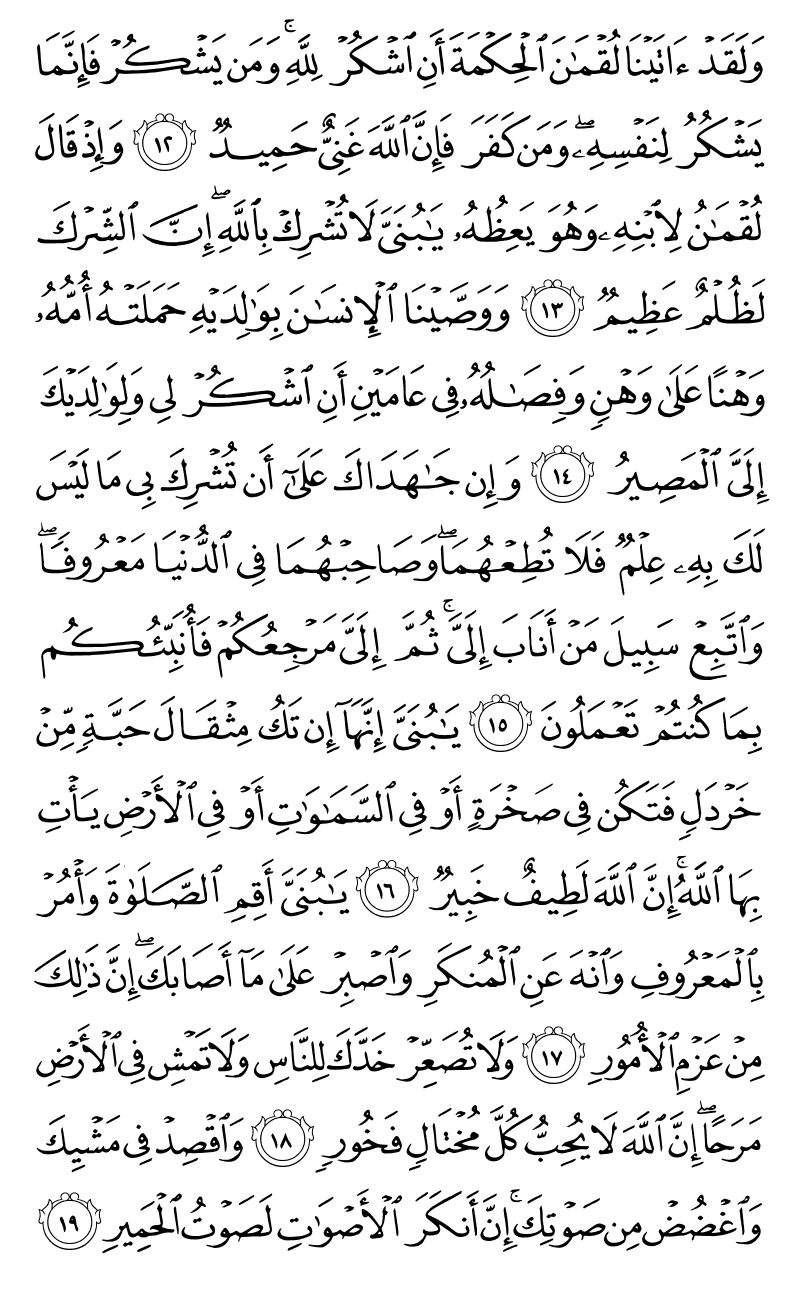 وَلَقَدْ ءَاتَيْنَا لُقْمَـٰنَ ٱلْحِكْمَةَ أَنِ ٱشْكُرْ لِلَّهِ ۚ وَمَن يَشْكُرْ فَإِنَّمَا
يَشْكُرُ لِنَفْسِهِۦ ۖ وَمَن كَفَرَ فَإِنَّ ٱللَّهَ غَنِىٌّ حَمِيدٌ ١٢ وَإِذْ قَالَ
لُقْمَـٰنُ لِٱبْنِهِۦ وَهُوَ يَعِظُهُۥ يَـٰبُنَىَّ لَا تُشْرِكْ بِٱللَّهِ ۖ إِنَّ ٱلشِّرْكَ
لَظُلْمٌ عَظِيمٌ ١٣ وَوَصَّيْنَا ٱلْإِنسَـٰنَ بِوَٰلِدَيْهِ حَمَلَتْهُ أُمُّهُۥ
وَهْنًا عَلَىٰ وَهْنٍ وَفِصَـٰلُهُۥ فِى عَامَيْنِ أَنِ ٱشْكُرْ لِى وَلِوَٰلِدَيْكَ
إِلَىَّ ٱلْمَصِيرُ ١٤ وَإِن جَـٰهَدَاكَ عَلَىٰٓ أَن تُشْرِكَ بِى مَا لَيْسَ
لَكَ بِهِۦ عِلْمٌ فَلَا تُطِعْهُمَا ۖ وَصَاحِبْهُمَا فِى ٱلدُّنْيَا مَعْرُوفًا ۖ
وَٱتَّبِعْ سَبِيلَ مَنْ أَنَابَ إِلَىَّ ۚ ثُمَّ إِلَىَّ مَرْجِعُكُمْ فَأُنَبِّئُكُم
بِمَا كُنتُمْ تَعْمَلُونَ ١٥ يَـٰبُنَىَّ إِنَّهَآ إِن تَكُ مِثْقَالَ حَبَّةٍ مِّنْ
خَرْدَلٍ فَتَكُن فِى صَخْرَةٍ أَوْ فِى ٱلسَّمَـٰوَٰتِ أَوْ فِى ٱلْأَرْضِ يَأْتِ
بِهَا ٱللَّهُ ۚ إِنَّ ٱللَّهَ لَطِيفٌ خَبِيرٌ ١٦ يَـٰبُنَىَّ أَقِمِ ٱلصَّلَوٰةَ وَأْمُرْ
بِٱلْمَعْرُوفِ وَٱنْهَ عَنِ ٱلْمُنكَرِ وَٱصْبِرْ عَلَىٰ مَآ أَصَابَكَ ۖ إِنَّ ذَٰلِكَ
مِنْ عَزْمِ ٱلْأُمُورِ ١٧ وَلَا تُصَعِّرْ خَدَّكَ لِلنَّاسِ وَلَا تَمْشِ فِى ٱلْأَرْضِ
مَرَحًا ۖ إِنَّ ٱللَّهَ لَا يُحِبُّ كُلَّ مُخْتَالٍ فَخُورٍ ١٨ وَٱقْصِدْ فِى مَشْيِكَ
وَٱغْضُضْ مِن صَوْتِكَ ۚ إِنَّ أَنكَرَ ٱلْأَصْوَٰتِ لَصَوْتُ ٱلْحَمِيرِ ١٩